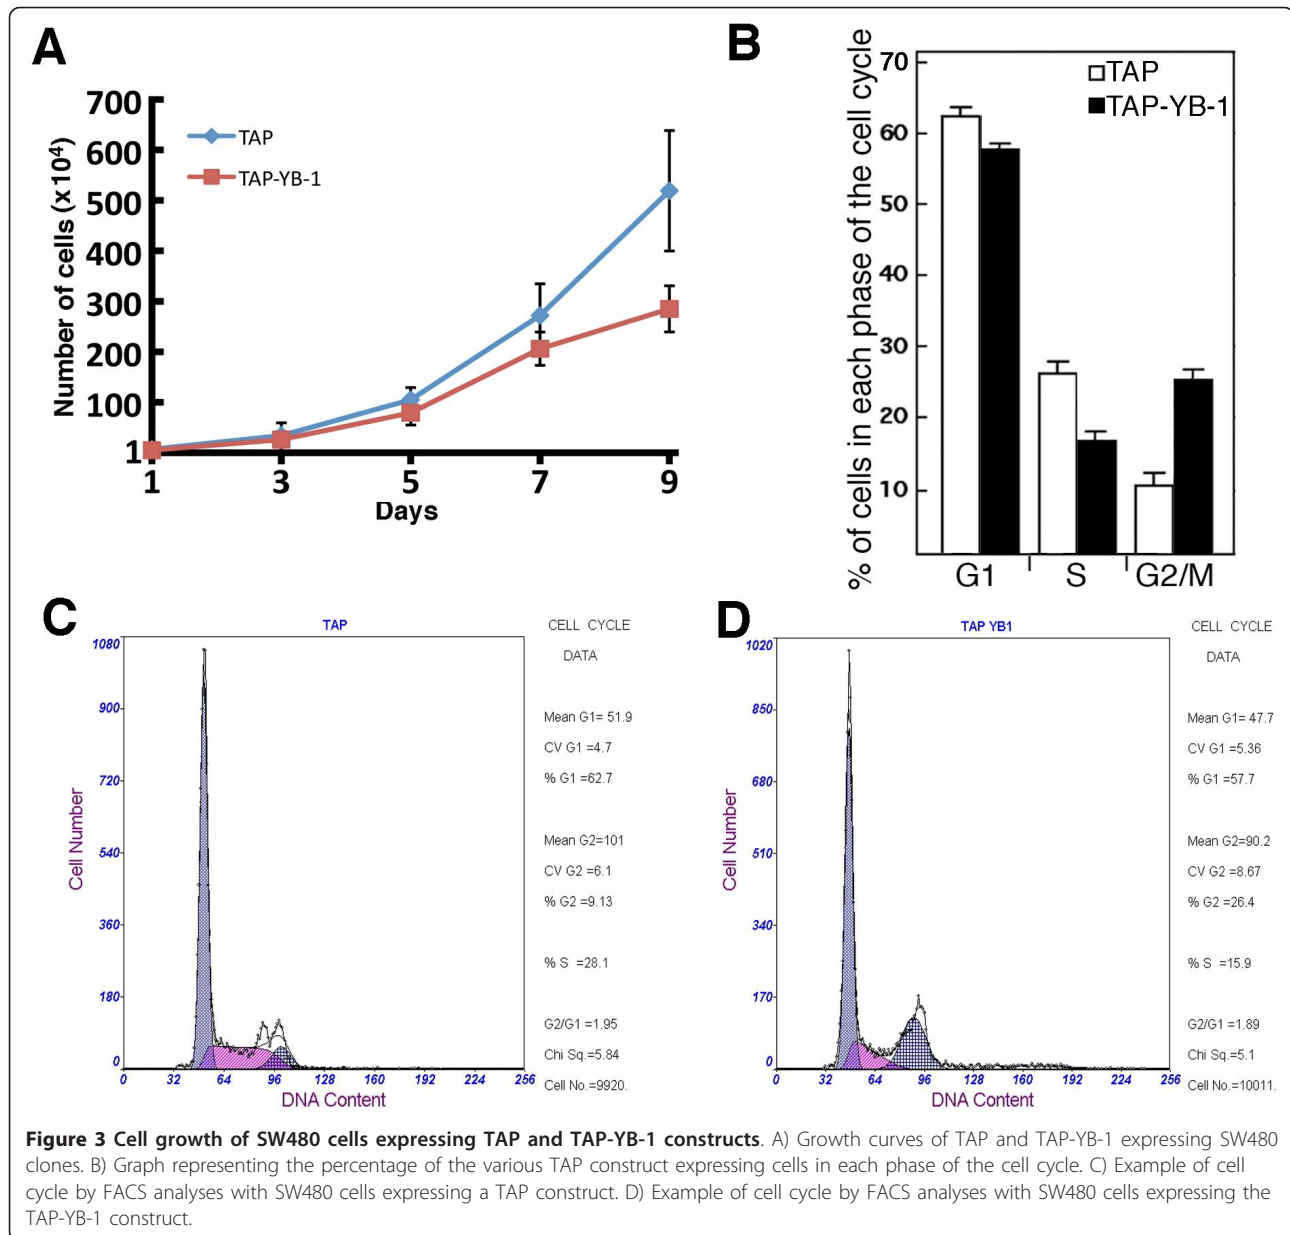 A
Number of cells (x10⁴)
700
600
500
400
300
200
100
1
1 3 5 7 9
Days
TAP
TAP-YB-1
B
% of cells in each phase of the cell cycle
70
60
50
40
30
20
10
TAP
TAP-YB-1
G1 S G2/M
C
TAP
Cell Number
1080
900
720
540
360
180
0
0 32 64 96 128 160 192 224 256
DNA Content
CELL CYCLE
DATA
Mean G1= 51.9
CV G1 =4.7
% G1 =62.7
Mean G2=101
CV G2 =6.1
% G2 =9.13
% S =28.1
G2/G1 =1.95
Chi Sq.=5.84
Cell No.=9920.
D
TAP YB1
Cell Number
1020
850
680
510
340
170
0
0 32 64 96 128 160 192 224 256
DNA Content
CELL CYCLE
DATA
Mean G1= 47.7
CV G1 =5.36
% G1 =57.7
Mean G2=90.2
CV G2 =8.67
% G2 =26.4
% S =15.9
G2/G1 =1.89
Chi Sq.=5.1
Cell No.=10011.
Figure 3 Cell growth of SW480 cells expressing TAP and TAP-YB-1 constructs. A) Growth curves of TAP and TAP-YB-1 expressing SW480
clones. B) Graph representing the percentage of the various TAP construct expressing cells in each phase of the cell cycle. C) Example of cell
cycle by FACS analyses with SW480 cells expressing a TAP construct. D) Example of cell cycle by FACS analyses with SW480 cells expressing the
TAP-YB-1 construct.